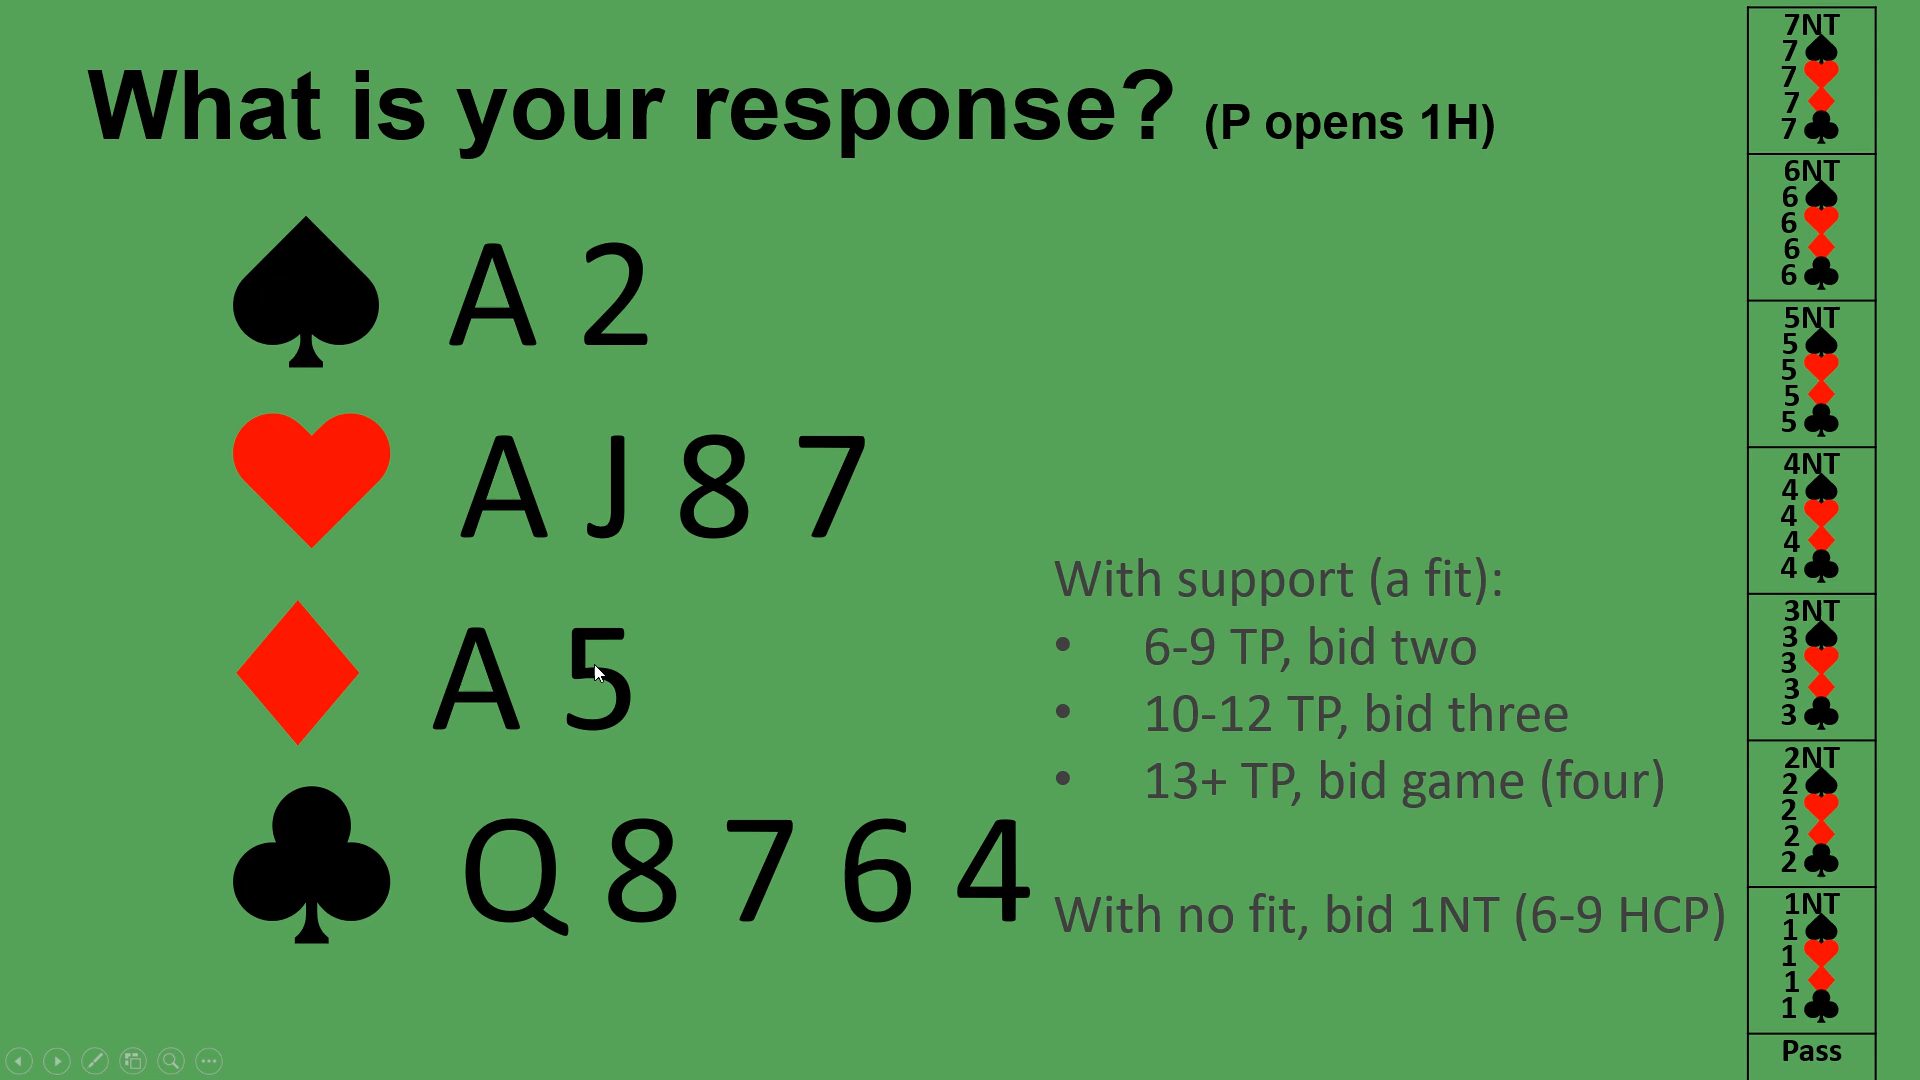 What is your response? (P opens 1H)
A 2
A J 8 7
A 5
Q 8 7 6 4
With support (a fit):
• 6-9 TP, bid two
• 10-12 TP, bid three
• 13+ TP, bid game (four)
With no fit, bid 1NT (6-9 HCP)
7NT
7
7
7
7
6NT
6
6
6
6
5NT
5
5
5
5
4NT
4
4
4
4
3NT
3
3
3
3
2NT
2
2
2
2
1NT
1
1
1
1
Pass